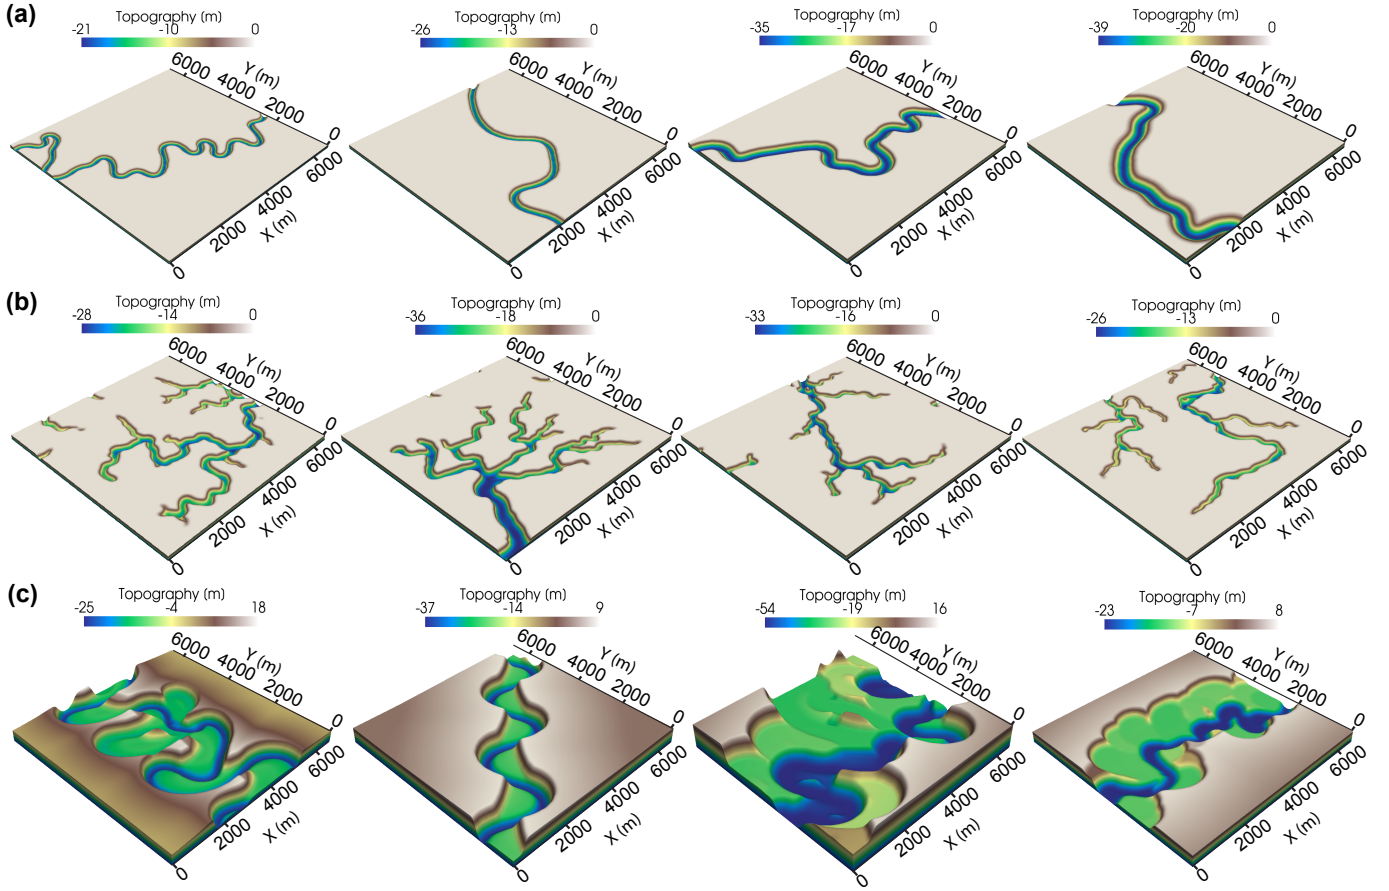 (a)
Topography (m)
-21 -10 0
6000 4000 2000 0
Y (m)
0 2000 4000 6000
X (m)
Topography (m)
-26 -13 0
6000 4000 2000 0
Y (m)
0 2000 4000 6000
X (m)
Topography (m)
-35 -17 0
6000 4000 2000 0
Y (m)
0 2000 4000 6000
X (m)
Topography (m)
-39 -20 0
6000 4000 2000 0
Y (m)
0 2000 4000 6000
X (m)
(b)
Topography (m)
-28 -14 0
6000 4000 2000 0
Y (m)
0 2000 4000 6000
X (m)
Topography (m)
-36 -18 0
6000 4000 2000 0
Y (m)
0 2000 4000 6000
X (m)
Topography (m)
-33 -16 0
6000 4000 2000 0
Y (m)
0 2000 4000 6000
X (m)
Topography (m)
-26 -13 0
6000 4000 2000 0
Y (m)
0 2000 4000 6000
X (m)
(c)
Topography (m)
-25 -4 18
6000 4000 2000 0
Y (m)
0 2000 4000 6000
X (m)
Topography (m)
-37 -14 9
6000 4000 2000 0
Y (m)
0 2000 4000 6000
X (m)
Topography (m)
-54 -19 16
6000 4000 2000 0
Y (m)
0 2000 4000 6000
X (m)
Topography (m)
-23 -7 8
6000 4000 2000 0
Y (m)
0 2000 4000 6000
X (m)